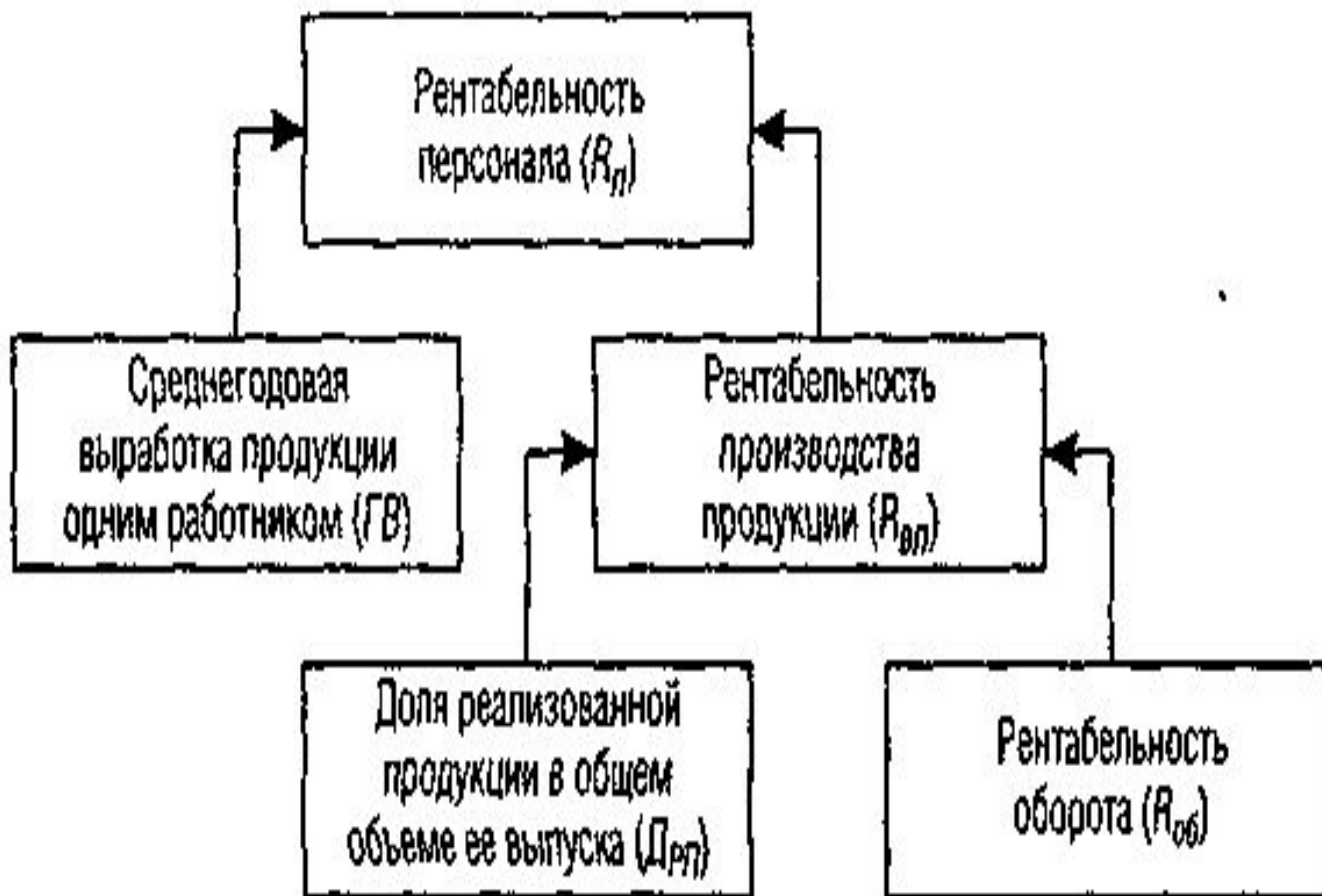 Рентабельность
персонала (Rп)
Среднегодовая
выработка продукции
одним работником (ГВ)
Рентабельность
производства
продукции (Rвп)
Доля реализованной
продукции в общем
объеме ее выпуска (Дрп)
Рентабельность
оборота (Rоб)